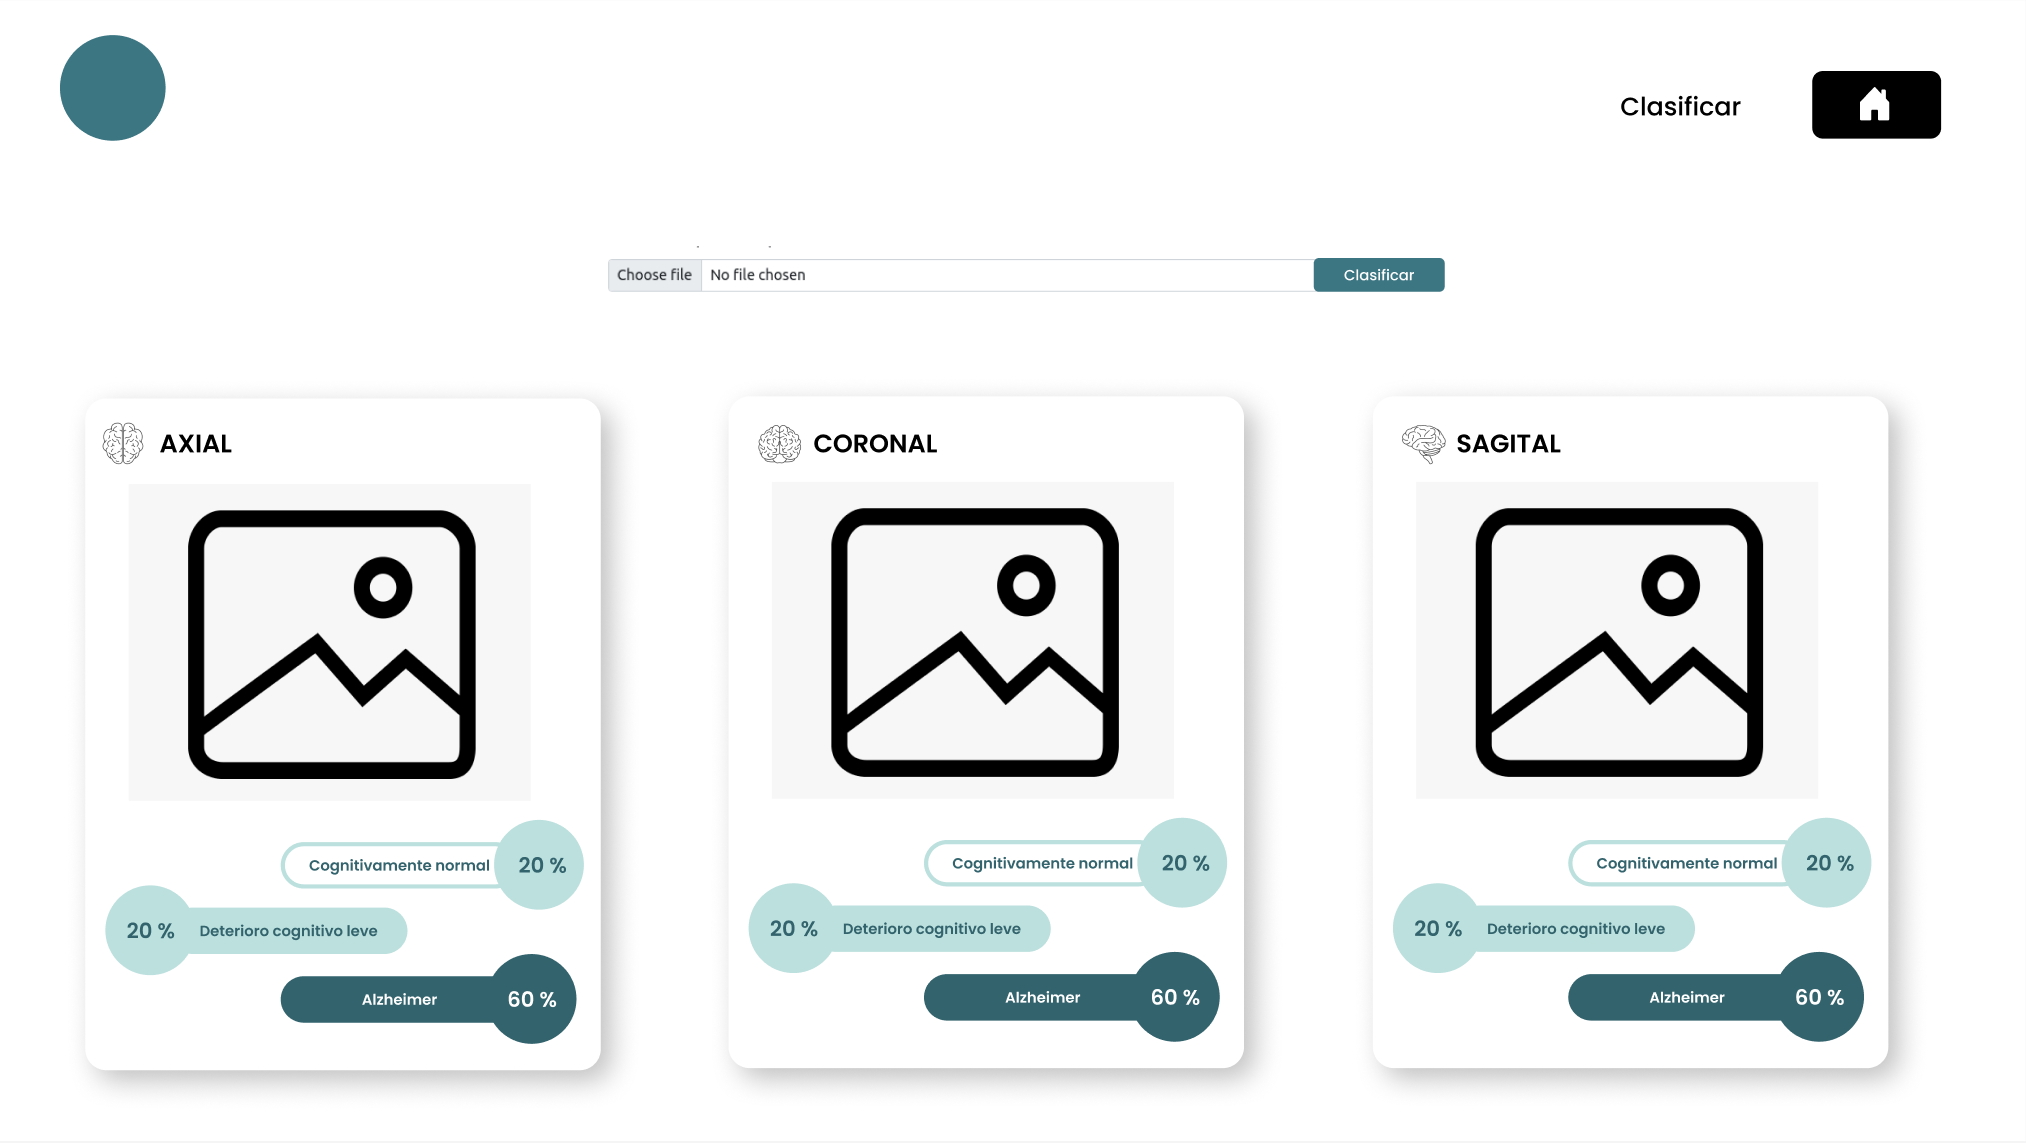 Clasificar
Choose file No file chosen Clasificar
AXIAL
Cognitivamente normal 20 %
20 % Deterioro cognitivo leve
Alzheimer 60 %
CORONAL
Cognitivamente normal 20 %
20 % Deterioro cognitivo leve
Alzheimer 60 %
SAGITAL
Cognitivamente normal 20 %
20 % Deterioro cognitivo leve
Alzheimer 60 %